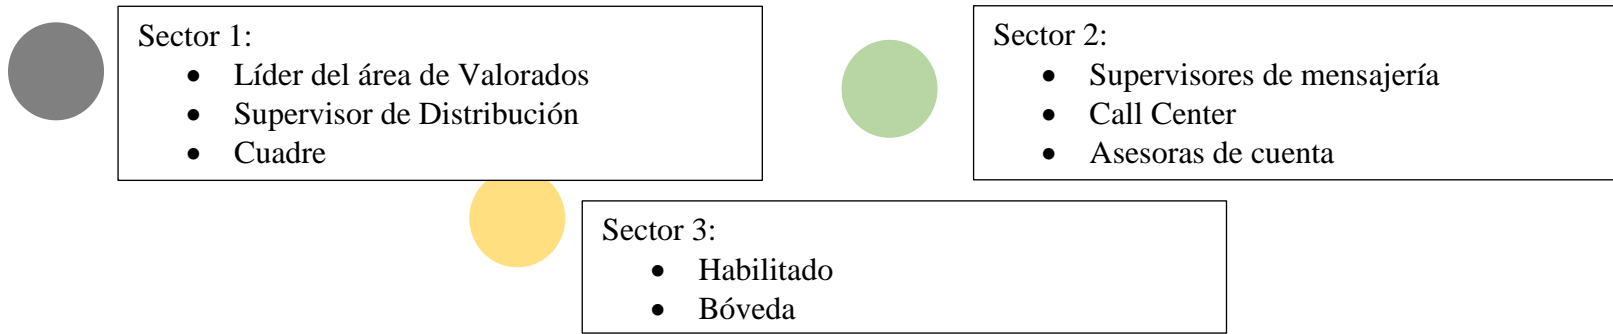 Sector 1:
• Líder del área de Valorados
• Supervisor de Distribución
• Cuadre
Sector 2:
• Supervisores de mensajería
• Call Center
• Asesoras de cuenta
Sector 3:
• Habilitado
• Bóveda